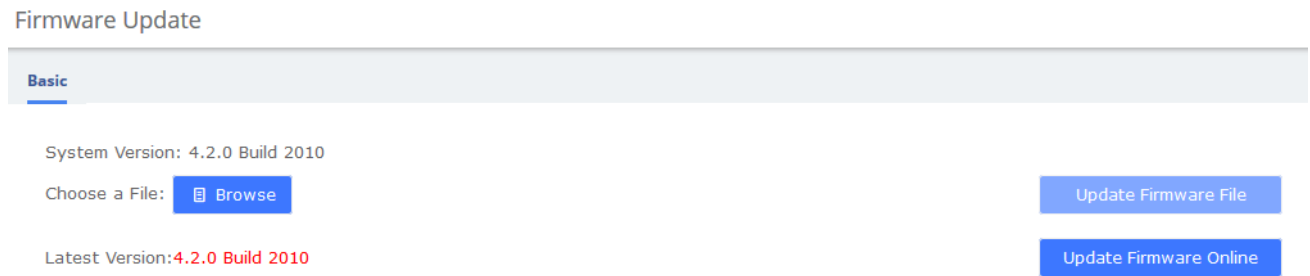 Firmware Update
Basic
System Version: 4.2.0 Build 2010
Choose a File: Browse Update Firmware File
Latest Version:4.2.0 Build 2010 Update Firmware Online